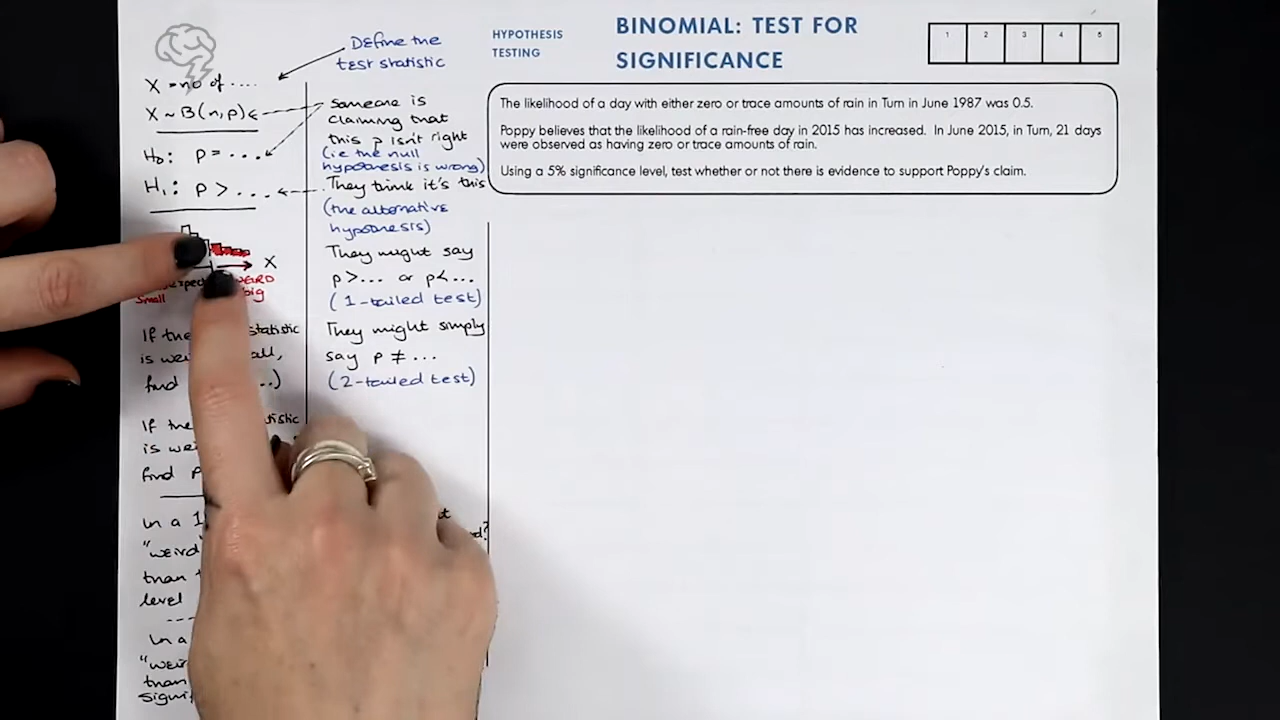 HYPOTHESIS
TESTING
BINOMIAL: TEST FOR
SIGNIFICANCE
1 2 3 4 5
The likelihood of a day with either zero or trace amounts of rain in Turn in June 1987 was 0.5.
Poppy believes that the likelihood of a rain-free day in 2015 has increased. In June 2015, in Turn, 21 days
were observed as having zero or trace amounts of rain.
Using a 5% significance level, test whether or not there is evidence to support Poppy's claim.
X = no of ....
X ~ B(n,p)
H₀: p = ...
H₁: p > ...
X
small
big
If the statistic
is
find ...)
If the
is
find P
In a 1
"weird
than
level
In a
"weird
than
signi
Define the
test statistic
Someone is
claiming that
this p isn't right
(ie the null
hypothesis is wrong)
They think it's this
(the alternative
hypothesis)
They might say
p>... or p<...
(1-tailed test)
They might simply
say p ≠ ...
(2-tailed test)